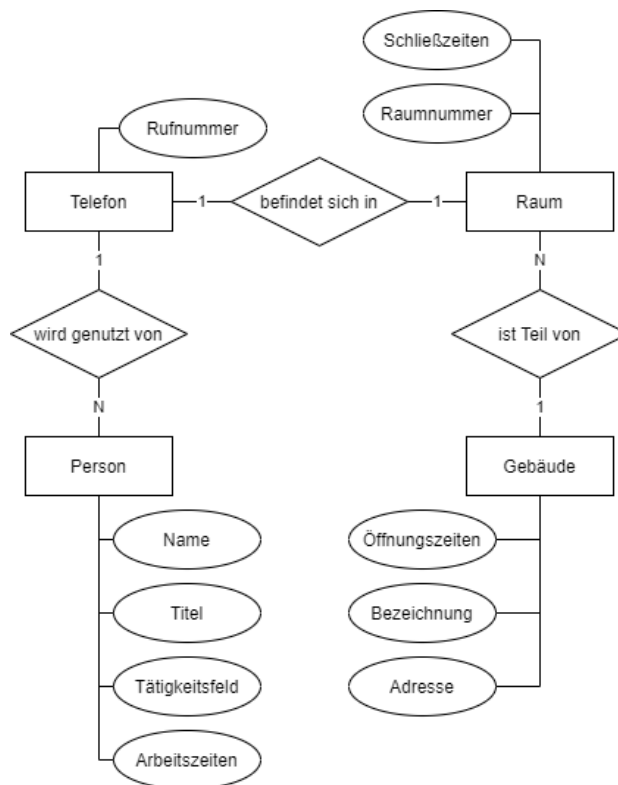 Schließzeiten
Raumnummer
Rufnummer
Telefon
1
befindet sich in
1
Raum
1
N
wird genutzt von
ist Teil von
N
1
Person
Gebäude
Name
Öffnungszeiten
Titel
Bezeichnung
Tätigkeitsfeld
Adresse
Arbeitszeiten